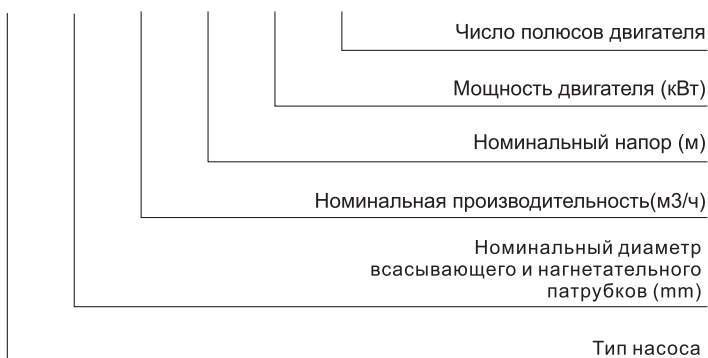 Число полюсов двигателя
Мощность двигателя (кВт)
Номинальный напор (м)
Номинальная производительность(м3/ч)
Номинальный диаметр
всасывающего и нагнетательного
патрубков (mm)
Тип насоса